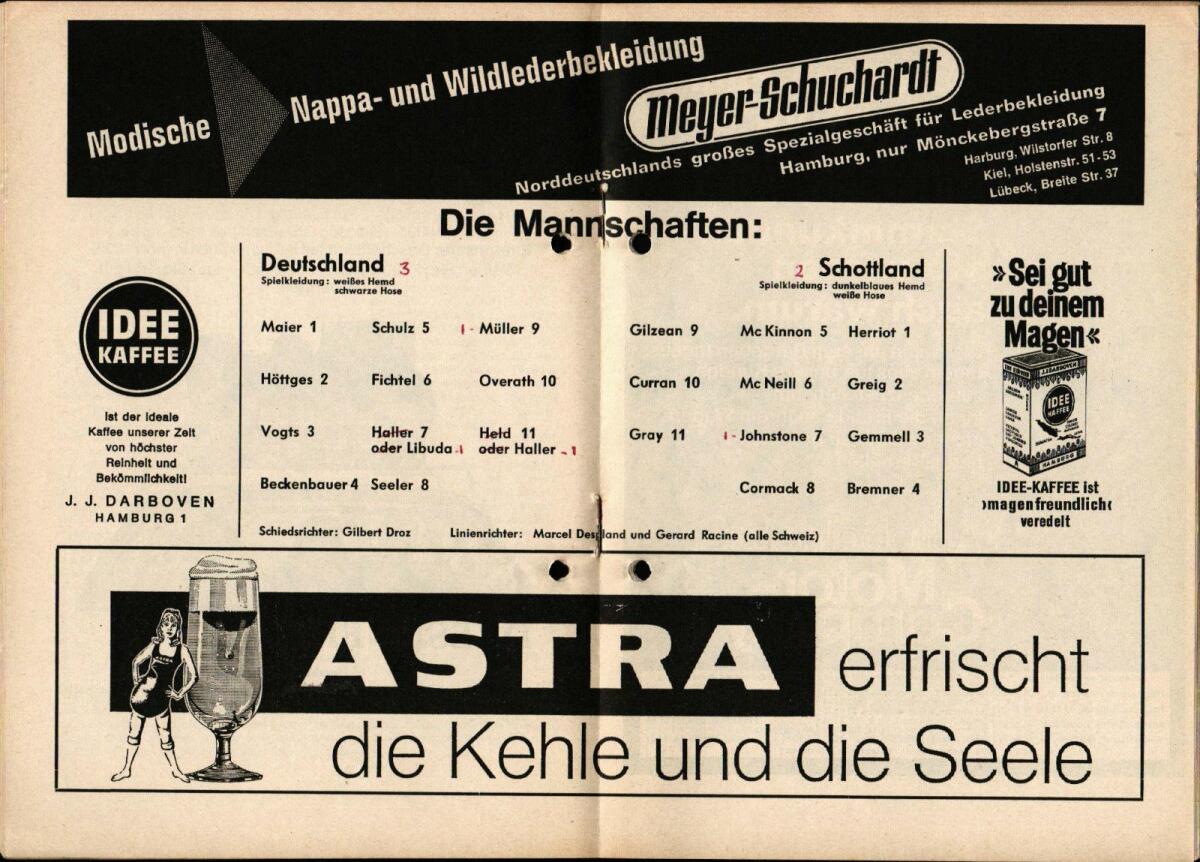 Modische Nappa- und Wildlederbekleidung
Meyer-Schuchardt
Norddeutschlands großes Spezialgeschäft für Lederbekleidung
Hamburg, nur Mönckebergstraße 7
Harburg, Wilstorfer Str. 8
Kiel, Holstenstr. 51-53
Lübeck, Breite Str. 37
Die Mannschaften:
IDEE
KAFFEE
Ist der ideale
Kaffee unserer Zeit
von höchster
Reinheit und
Bekömmlichkeit!
J. J. DARBOVEN
HAMBURG 1
Deutschland 3
Spielkleidung: weißes Hemd
schwarze Hose
Maier 1 Schulz 5 1- Müller 9
Höttges 2 Fichtel 6 Overath 10
Vogts 3 Haller 7 Held 11
oder Libuda -1 oder Haller -1
Beckenbauer 4 Seeler 8
2 Schottland
Spielkleidung: dunkelblaues Hemd
weiße Hose
Gilzean 9 Mc Kinnon 5 Herriot 1
Curran 10 Mc Neill 6 Greig 2
Gray 11 1- Johnstone 7 Gemmell 3
Cormack 8 Bremner 4
Schiedsrichter: Gilbert Droz Linienrichter: Marcel Despland und Gerard Racine (alle Schweiz)
»Sei gut
zu deinem
Magen«
J.J. DARBOVEN
IDEE
KAFFEE
HAMBURG
IDEE-KAFFEE ist
›magenfreundlich‹
veredelt
ASTRA
ASTRA erfrischt
die Kehle und die Seele